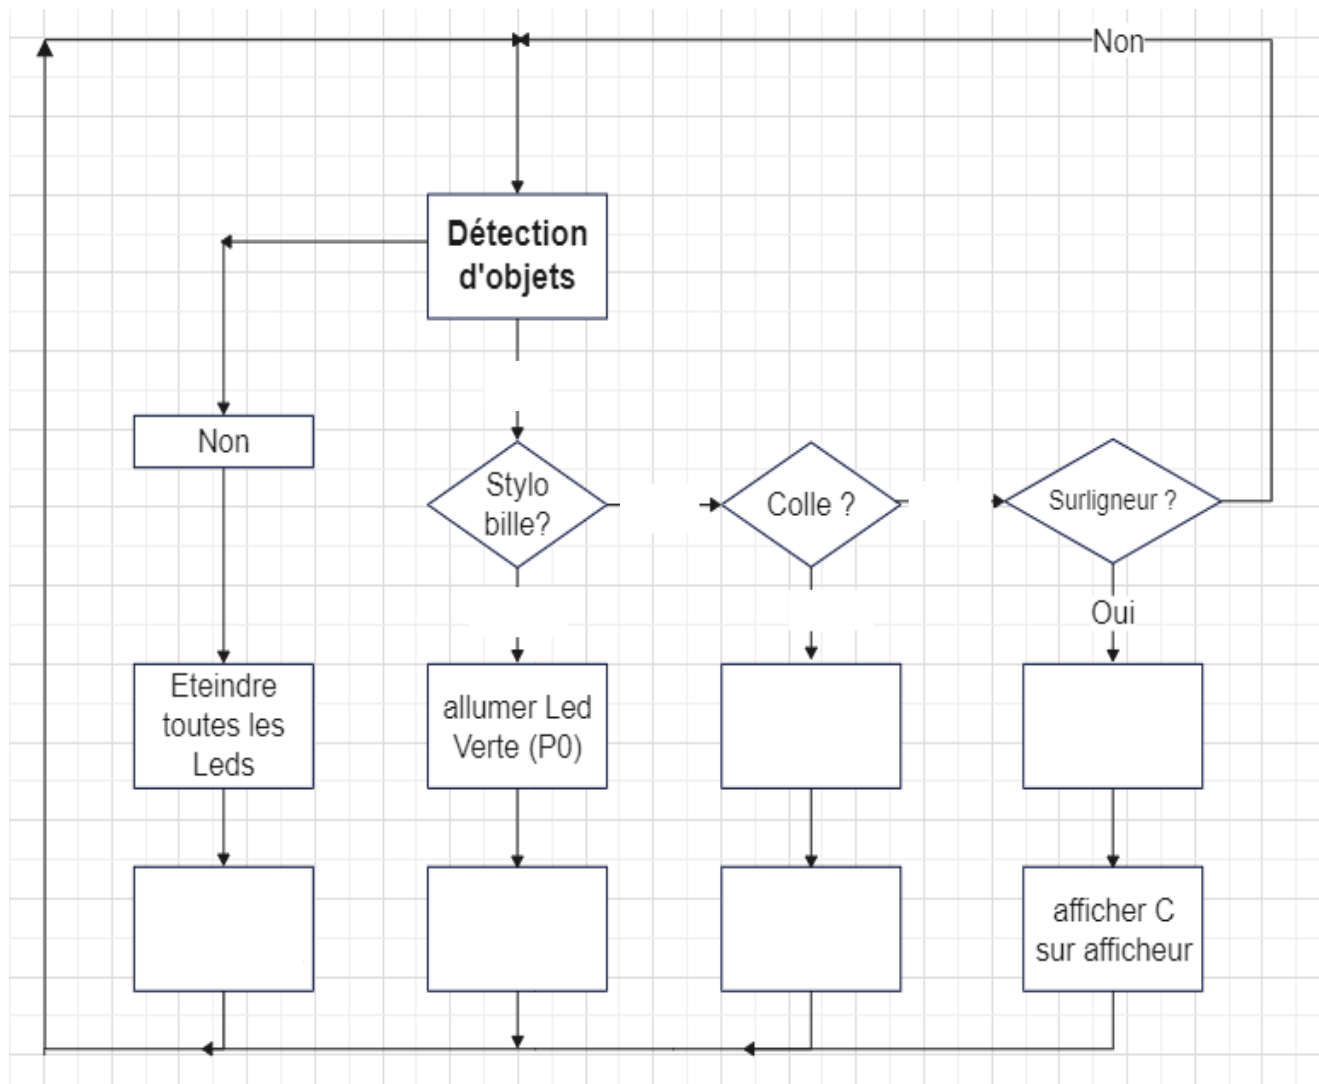 Non
Détection
d'objets
Non
Stylo
bille?
Colle ?
Surligneur ?
Oui
Eteindre
toutes les
Leds
allumer Led
Verte (P0)
afficher C
sur afficheur